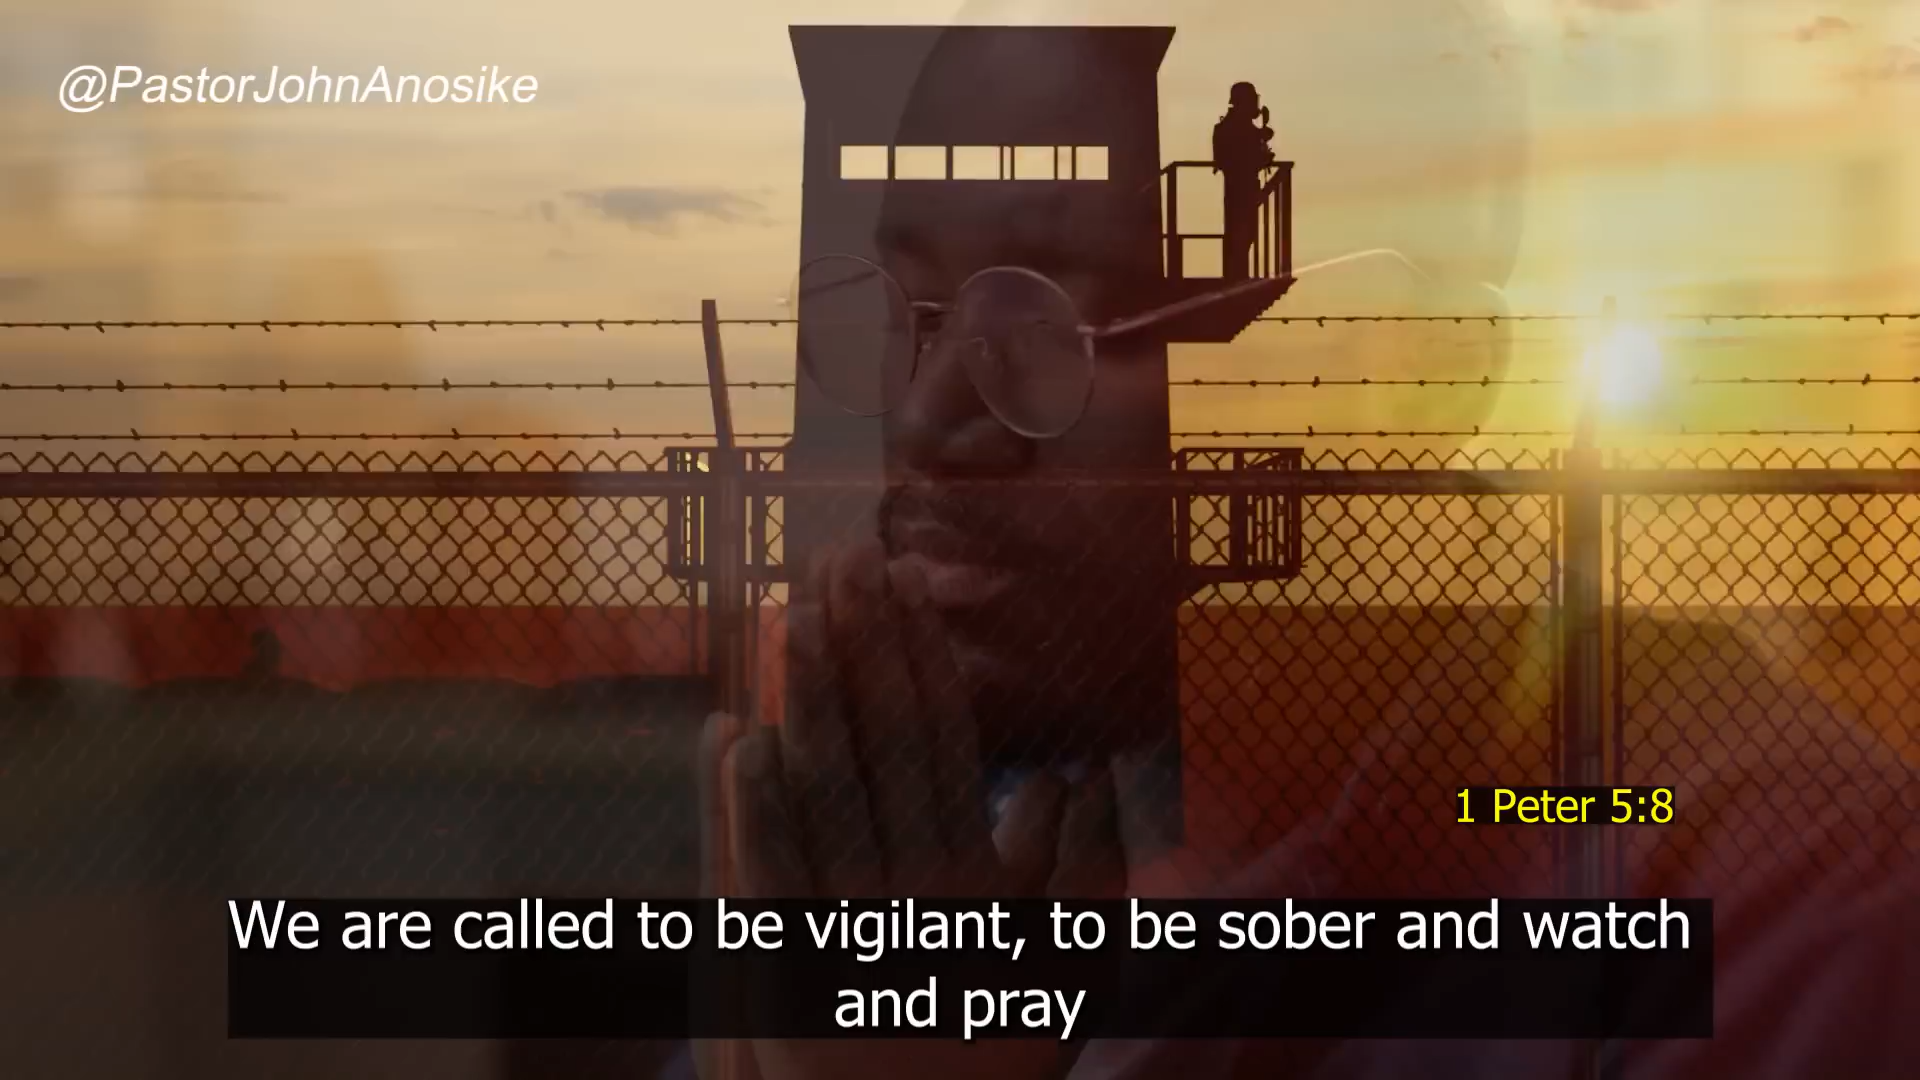 @PastorJohnAnosike
1 Peter 5:8
We are called to be vigilant, to be sober and watch
and pray